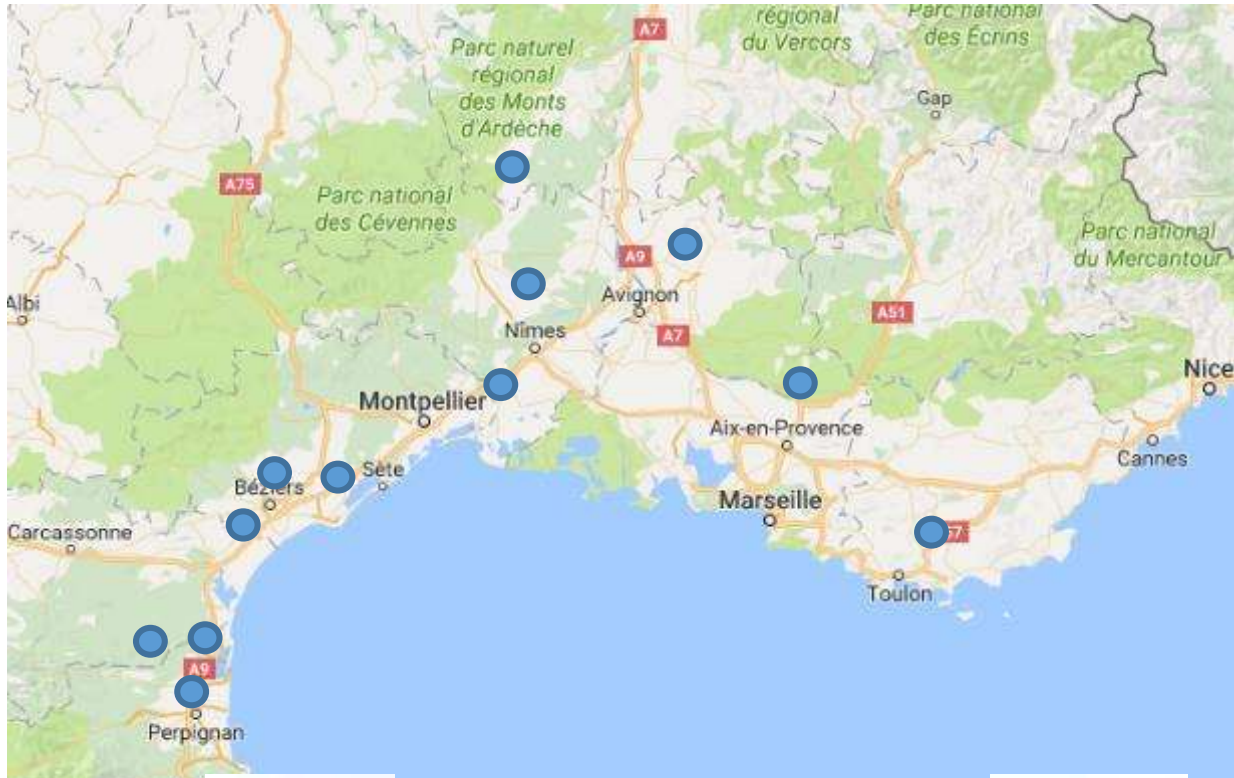 A7
régional
du Vercors
Parc national
des Écrins
Parc naturel
régional
des Monts
d'Ardèche
Gap
A75
Parc national
des Cévennes
Parc national
du Mercantour
A9
Albi
Avignon
A51
Nîmes
A7
Nice
Montpellier
Aix-en-Provence
Cannes
Sète
Béziers
Marseille
Carcassonne
57
Toulon
A9
Perpignan